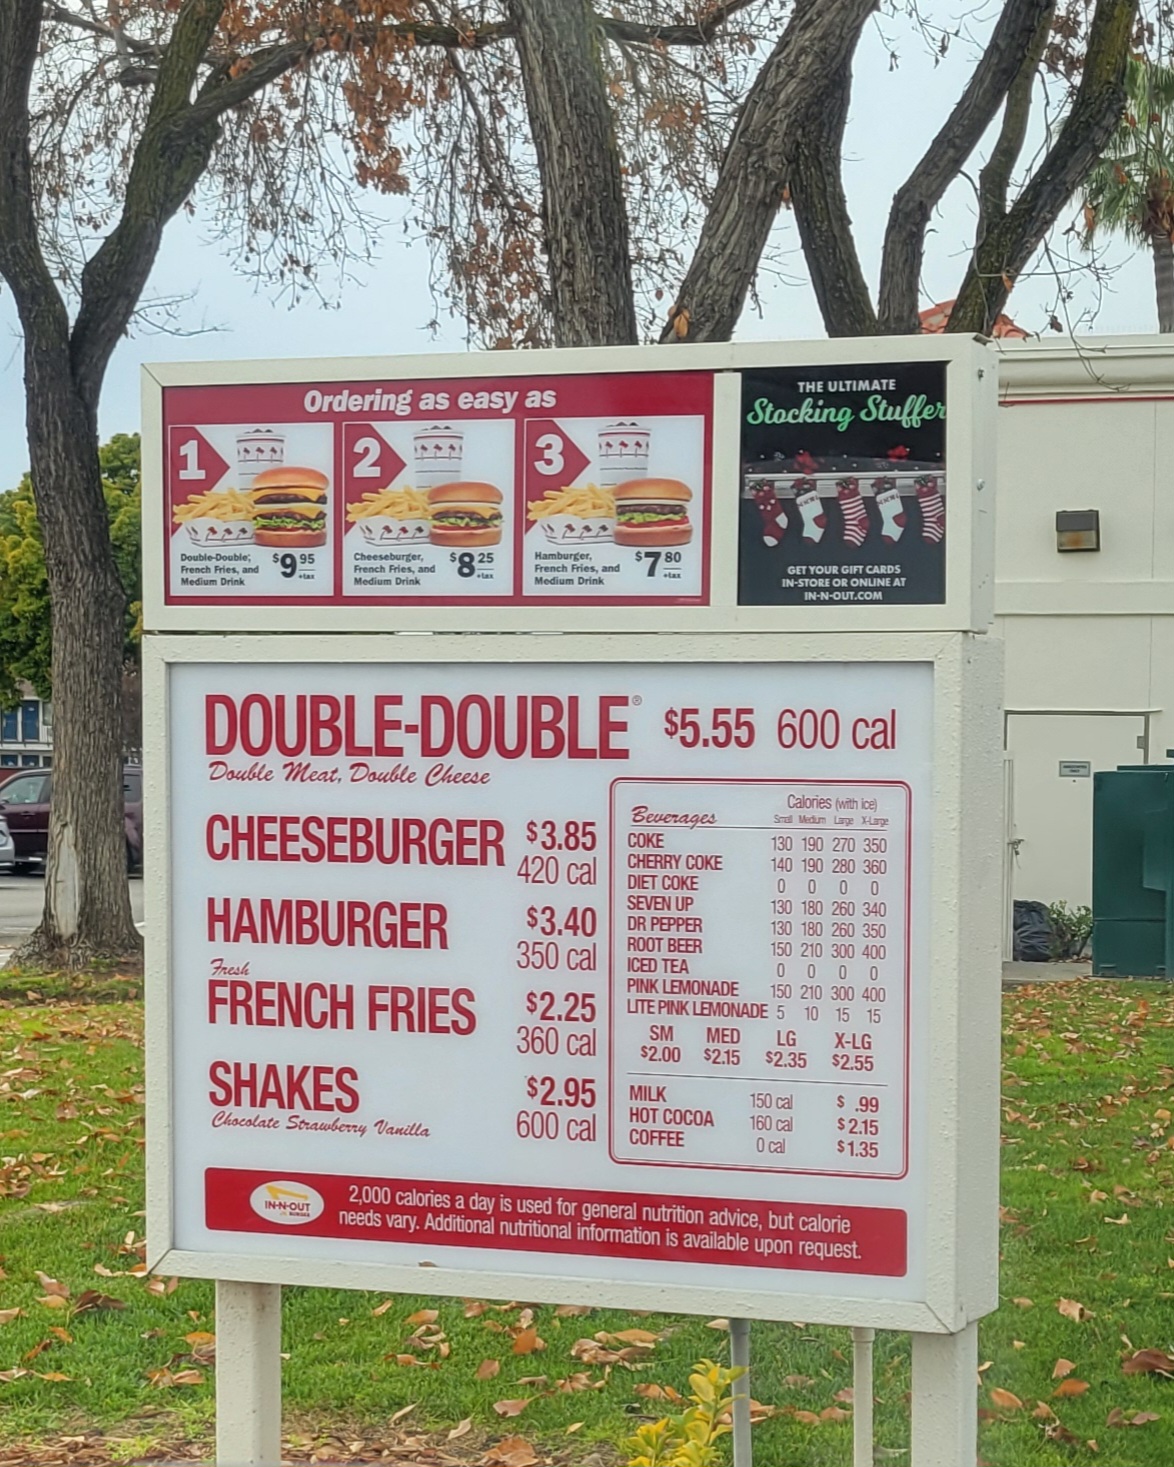 Ordering as easy as
1
Double-Double,
French Fries, and
Medium Drink
$9 95
+tax
2
Cheeseburger,
French Fries, and
Medium Drink
$8 25
+tax
3
Hamburger,
French Fries, and
Medium Drink
$7 80
+tax
THE ULTIMATE
Stocking Stuffer
GET YOUR GIFT CARDS
IN-STORE OR ONLINE AT
IN-N-OUT.COM
DOUBLE-DOUBLE® $5.55 600 cal
Double Meat, Double Cheese
CHEESEBURGER $3.85
420 cal
HAMBURGER $3.40
350 cal
Fresh
FRENCH FRIES $2.25
360 cal
SHAKES $2.95
Chocolate Strawberry Vanilla 600 cal
Calories (with ice)
Beverages Small Medium Large X-Large
COKE 130 190 270 350
CHERRY COKE 140 190 280 360
DIET COKE 0 0 0 0
SEVEN UP 130 180 260 340
DR PEPPER 130 180 260 350
ROOT BEER 150 210 300 400
ICED TEA 0 0 0 0
PINK LEMONADE 150 210 300 400
LITE PINK LEMONADE 5 10 15 15
SM MED LG X-LG
$2.00 $2.15 $2.35 $2.55
MILK 150 cal $ .99
HOT COCOA 160 cal $2.15
COFFEE 0 cal $1.35
IN-N-OUT
BURGER
2,000 calories a day is used for general nutrition advice, but calorie
needs vary. Additional nutritional information is available upon request.